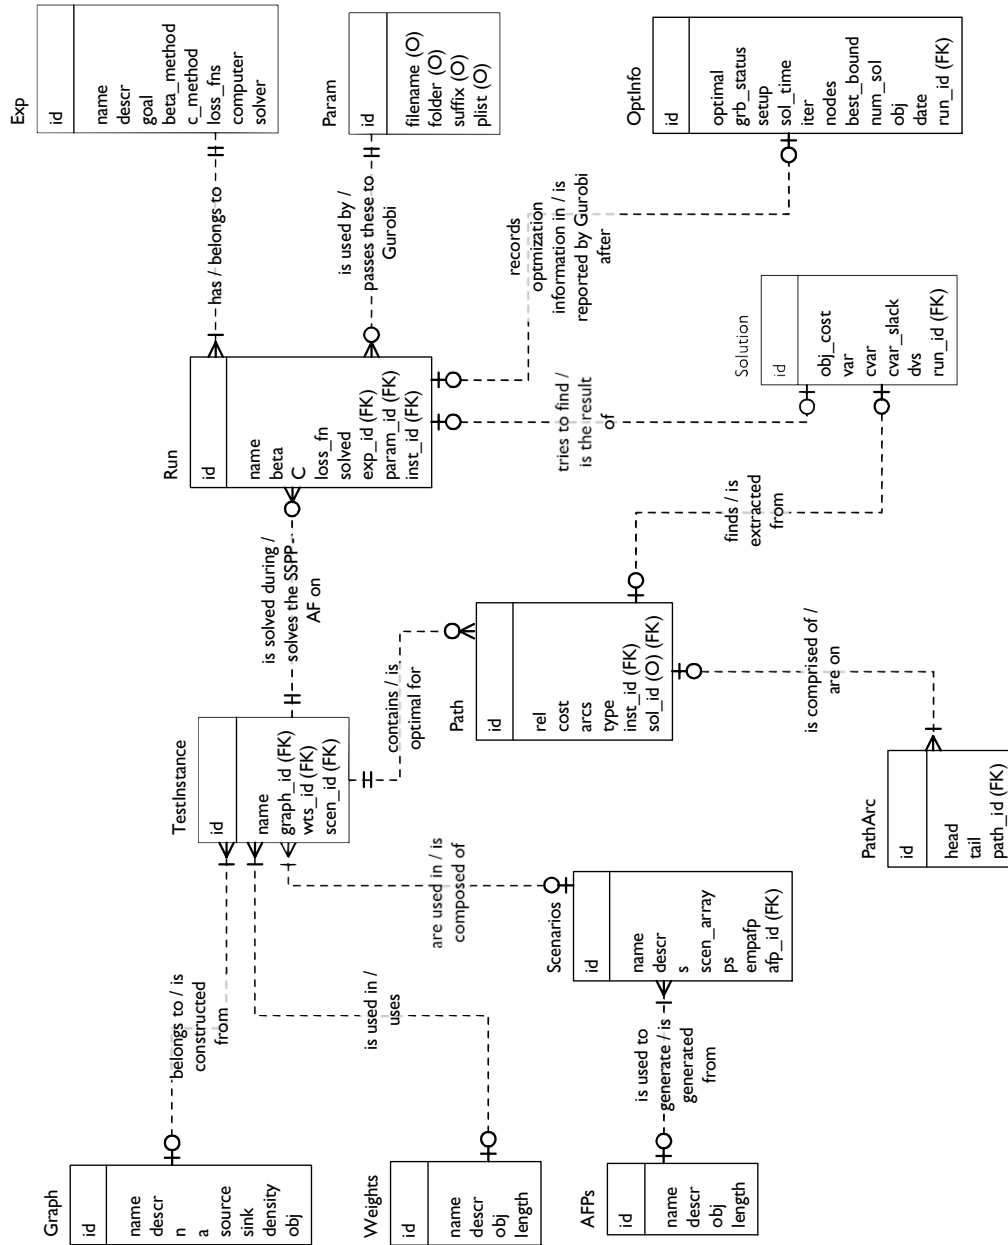 Graph
id
name
descr
n
a
source
sink
density
obj
belongs to / is
constructed
from
Weights
id
name
descr
obj
length
is used in /
uses
AFPs
id
name
descr
obj
length
is used to
generate / is
generated
from
TestInstance
id
name
graph_id (FK)
wts_id (FK)
scen_id (FK)
are used in / is
composed of
Scenarios
id
name
descr
s
scen_array
ps
empafp
afp_id (FK)
is solved during /
solves the SSPP-
AF on
contains / is
optimal for
Path
id
rel
cost
arcs
type
inst_id (FK)
sol_id (O) (FK)
is comprised of /
are on
PathArc
id
head
tail
path_id (FK)
Run
id
name
beta
C
loss_fn
solved
exp_id (FK)
param_id (FK)
inst_id (FK)
tries to find /
is the result
of
finds / is
extracted
from
Exp
id
name
descr
goal
beta_method
c_method
loss_fns
computer
solver
has / belongs to
Param
id
filename (O)
folder (O)
suffix (O)
plist (O)
is used by /
passes these to
Gurobi
records
optmization
information in / is
reported by Gurobi
after
Solution
id
obj_cost
var
cvar
cvar_slack
dvs
run_id (FK)
OptInfo
id
optimal
grb_status
setup
sol_time
iter
nodes
best_bound
num_sol
obj
date
run_id (FK)